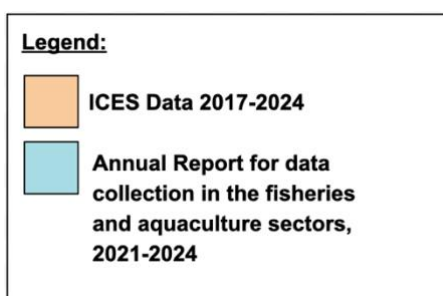 Legend:
ICES Data 2017-2024
Annual Report for data
collection in the fisheries
and aquaculture sectors,
2021-2024